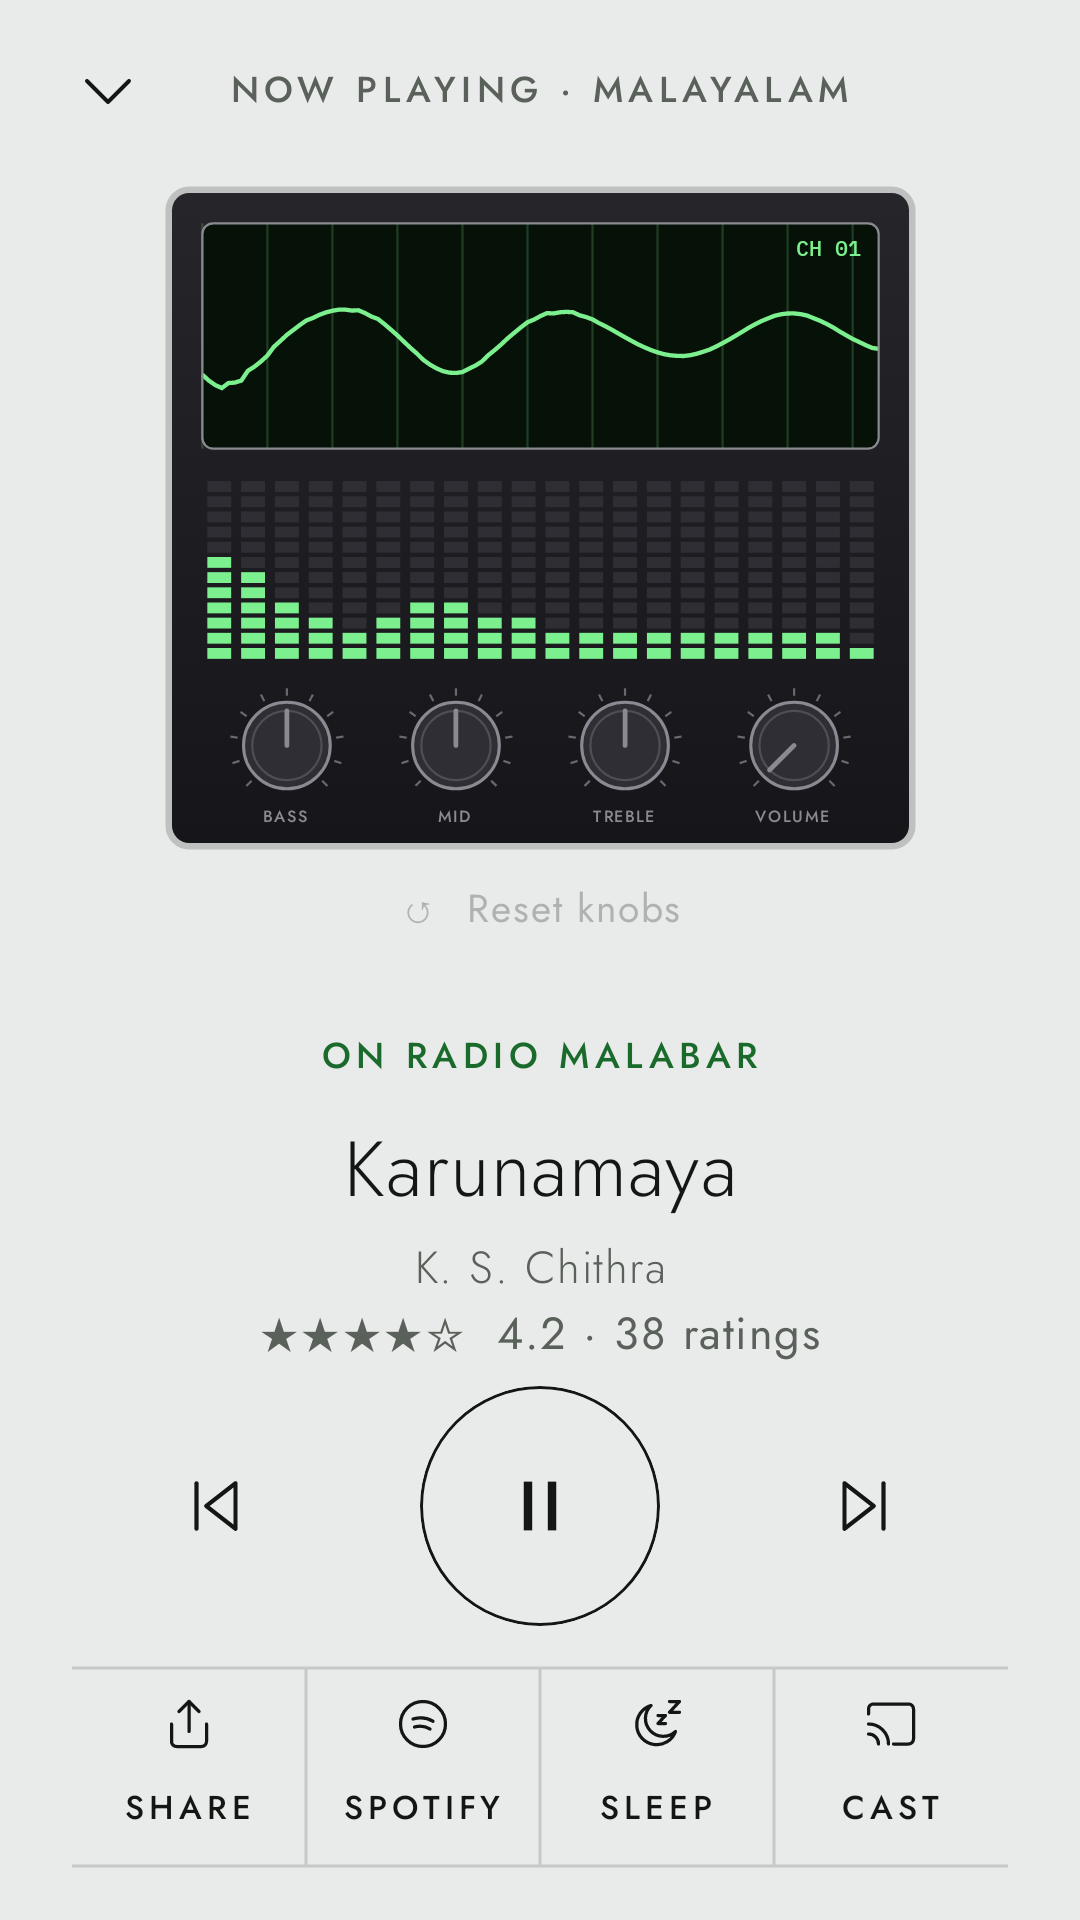 NOW PLAYING · MALAYALAM
CH 01
BASS MID TREBLE VOLUME
Reset knobs
ON RADIO MALABAR
Karunamaya
K. S. Chithra
★★★★☆ 4.2 · 38 ratings
SHARE SPOTIFY SLEEP CAST